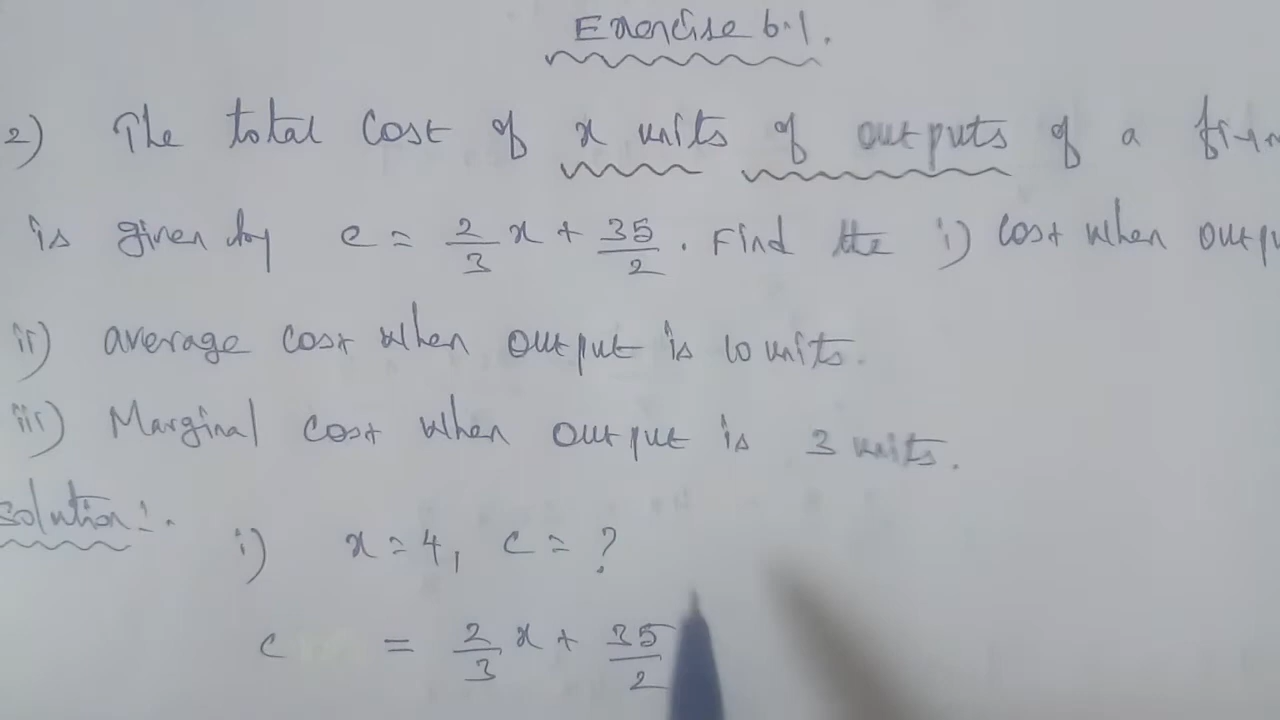 Exercise 6.1.
2) The total cost of x units of outputs of a firm
is given by c = 2/3 x + 35/2 . Find the i) cost when outpu
ii) average cost when output is 10 units.
iii) Marginal cost when output is 3 units.
solution:-
i) x = 4, c = ?
c = 2/3 x + 35/2